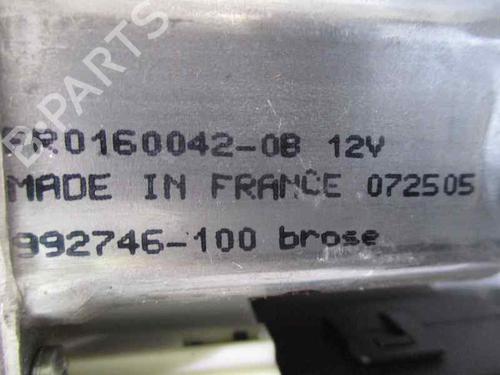 0160042-08 12V
MADE IN FRANCE 072505
992746-100 brose
B-PARTS